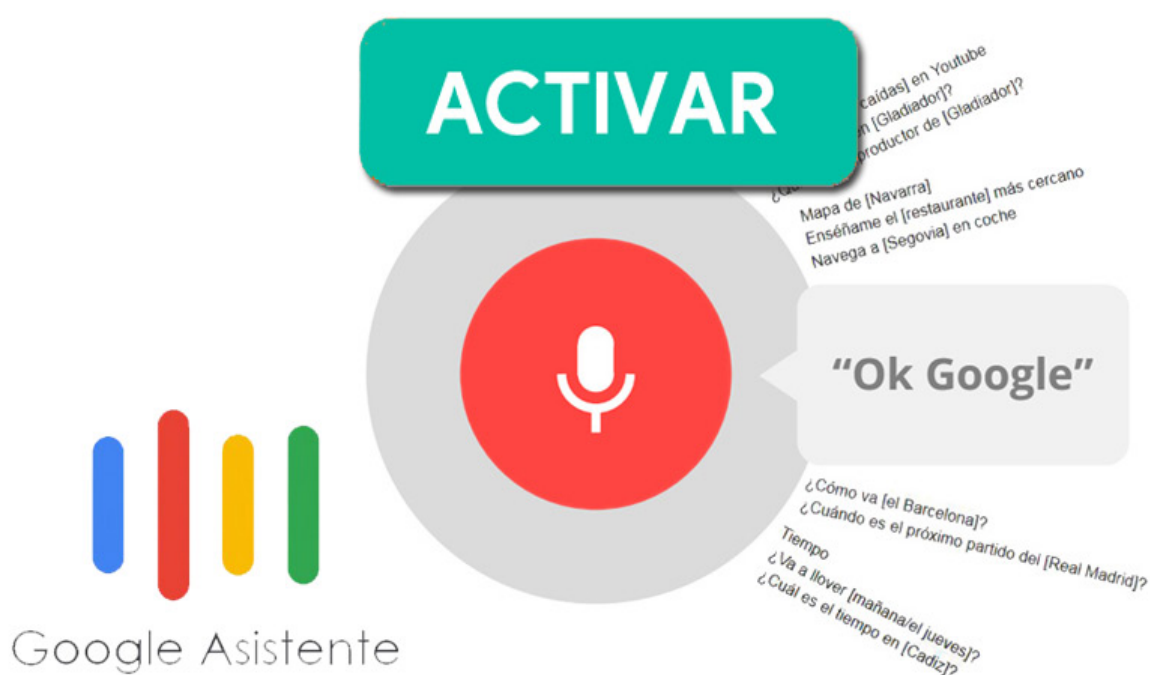 ACTIVAR
caídas] en Youtube
[Gladiador]?
productor de [Gladiador]?
Mapa de [Navarra]
Enséñame el [restaurante] más cercano
Navega a [Segovia] en coche
“Ok Google”
¿Cómo va [el Barcelona]?
¿Cuándo es el próximo partido del [Real Madrid]?
Tiempo
¿Va a llover [mañana/el jueves]?
¿Cuál es el tiempo en [Cadiz]?
Google Asistente